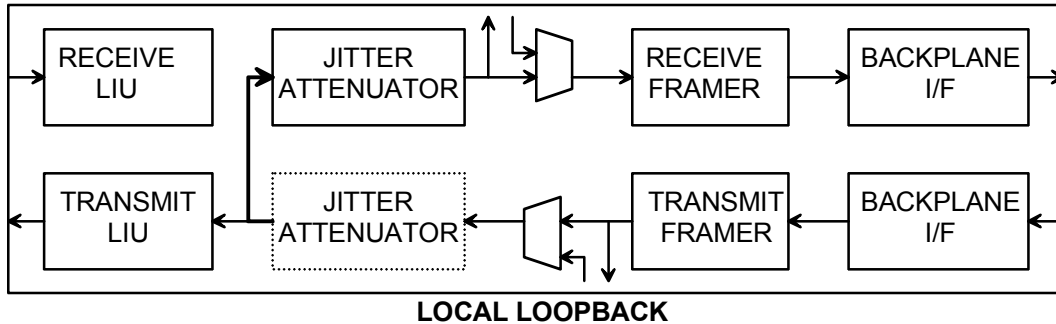 RECEIVE
LIU
JITTER
ATTENUATOR
RECEIVE
FRAMER
BACKPLANE
I/F
TRANSMIT
LIU
JITTER
ATTENUATOR
TRANSMIT
FRAMER
BACKPLANE
I/F
LOCAL LOOPBACK